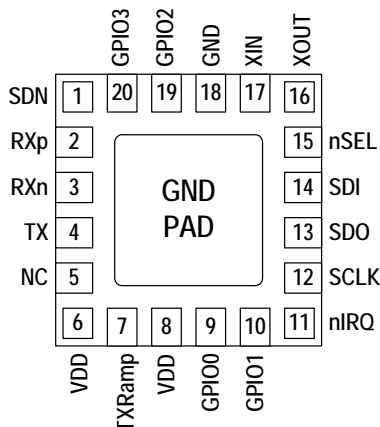 GPIO3 GPIO2 GND XIN XOUT
SDN 1 20 19 18 17 16
RXp 2 15 nSEL
RXn 3 14 SDI
GND
PAD
TX 4 13 SDO
NC 5 12 SCLK
6 7 8 9 10 11 nIRQ
VDD TXRamp VDD GPIO0 GPIO1